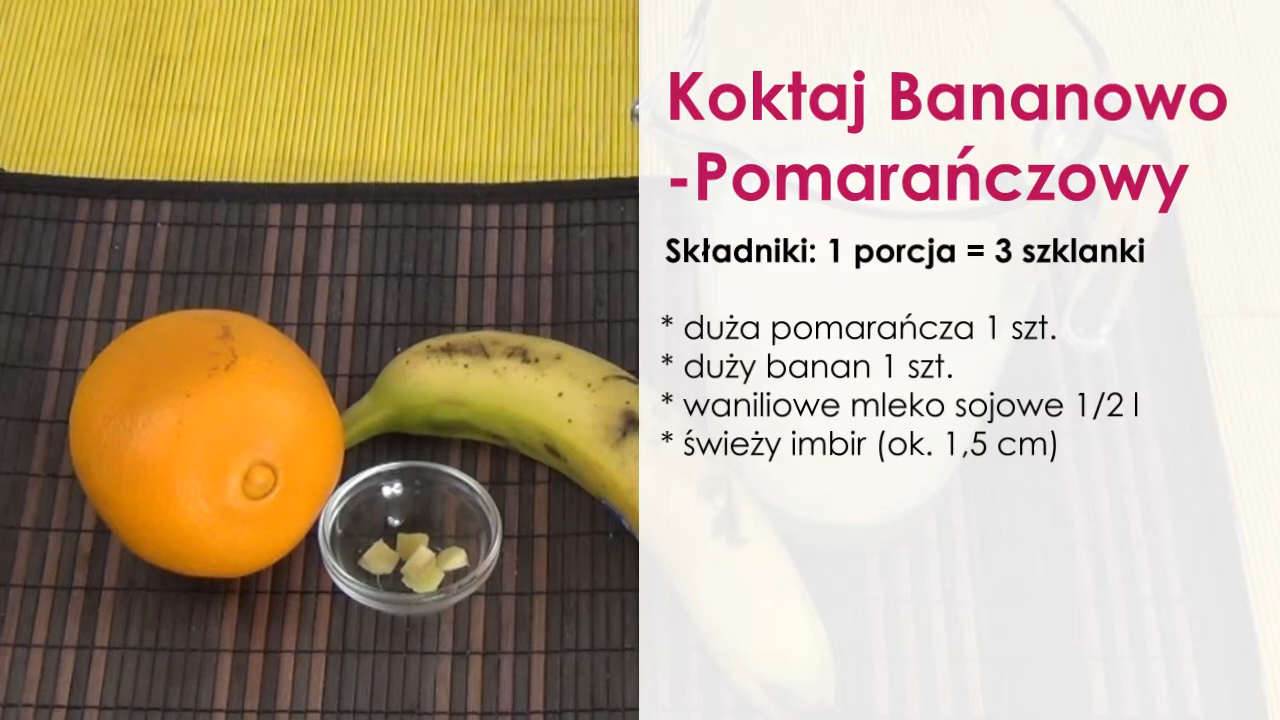 Koktaj Bananowo
-Pomarańczowy
Składniki: 1 porcja = 3 szklanki
* duża pomarańcza 1 szt.
* duży banan 1 szt.
* waniliowe mleko sojowe 1/2 l
* świeży imbir (ok. 1,5 cm)